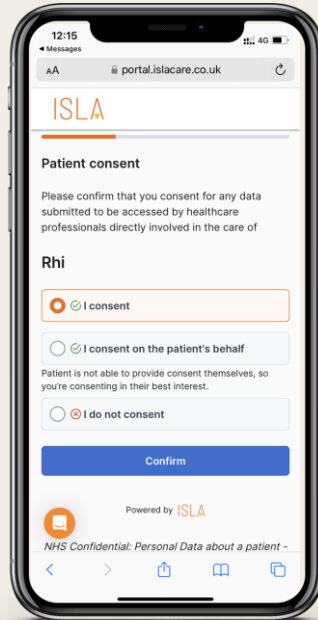 12:15
Messages
4G
AA portal.islacare.co.uk
ISLA
Patient consent
Please confirm that you consent for any data
submitted to be accessed by healthcare
professionals directly involved in the care of
Rhi
I consent
I consent on the patient's behalf
Patient is not able to provide consent themselves, so
you're consenting in their best interest.
I do not consent
Confirm
Powered by ISLA
NHS Confidential: Personal Data about a patient -